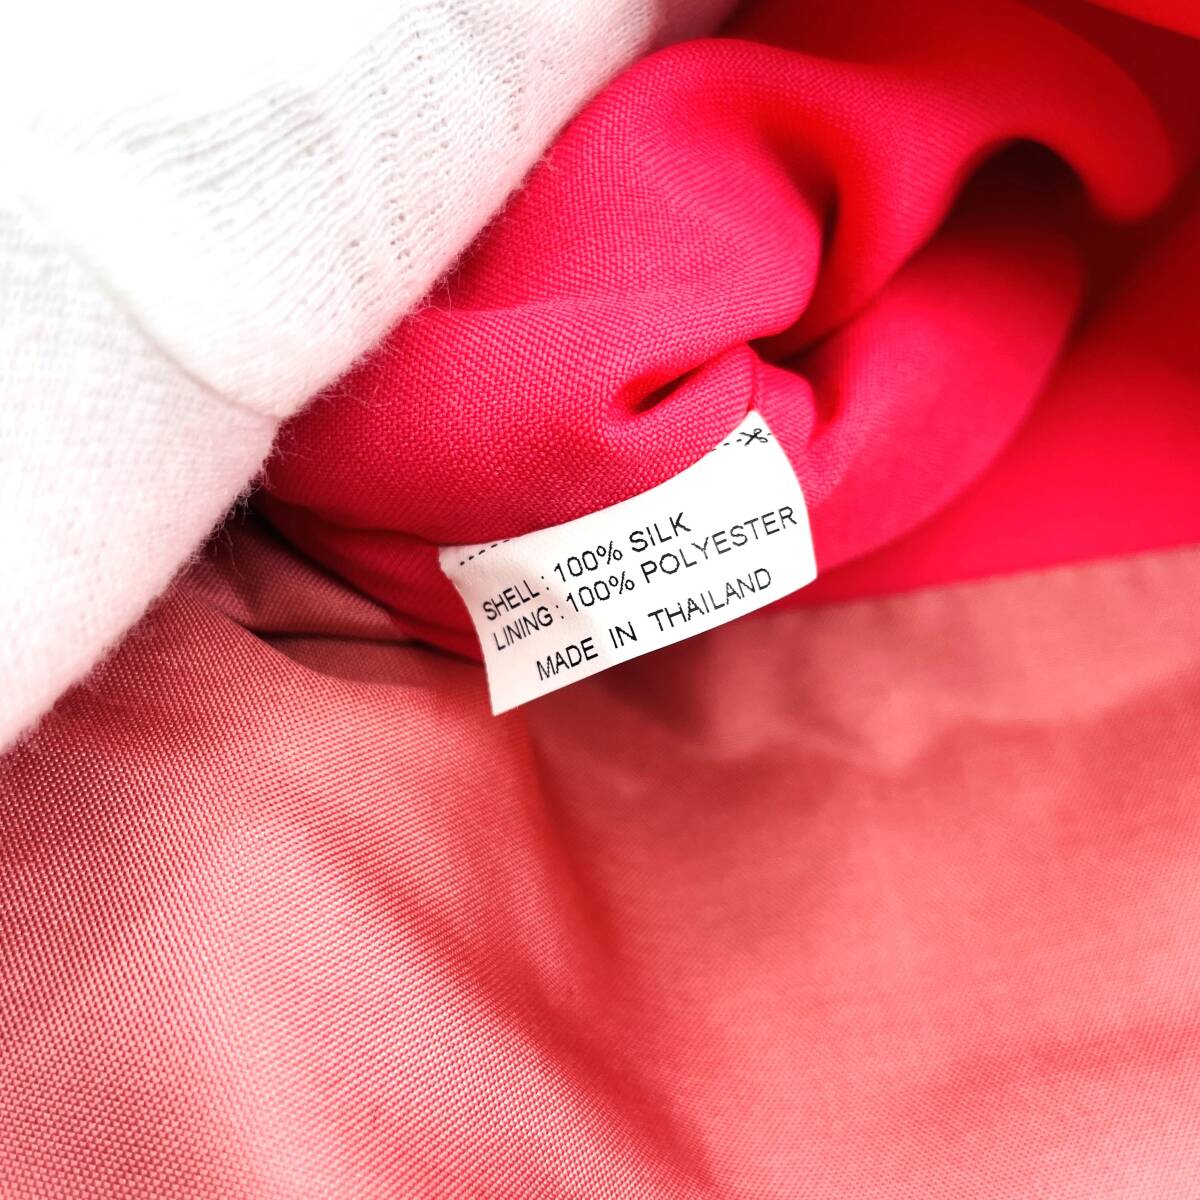 SHELL : 100% SILK
LINING : 100% POLYESTER
MADE IN THAILAND